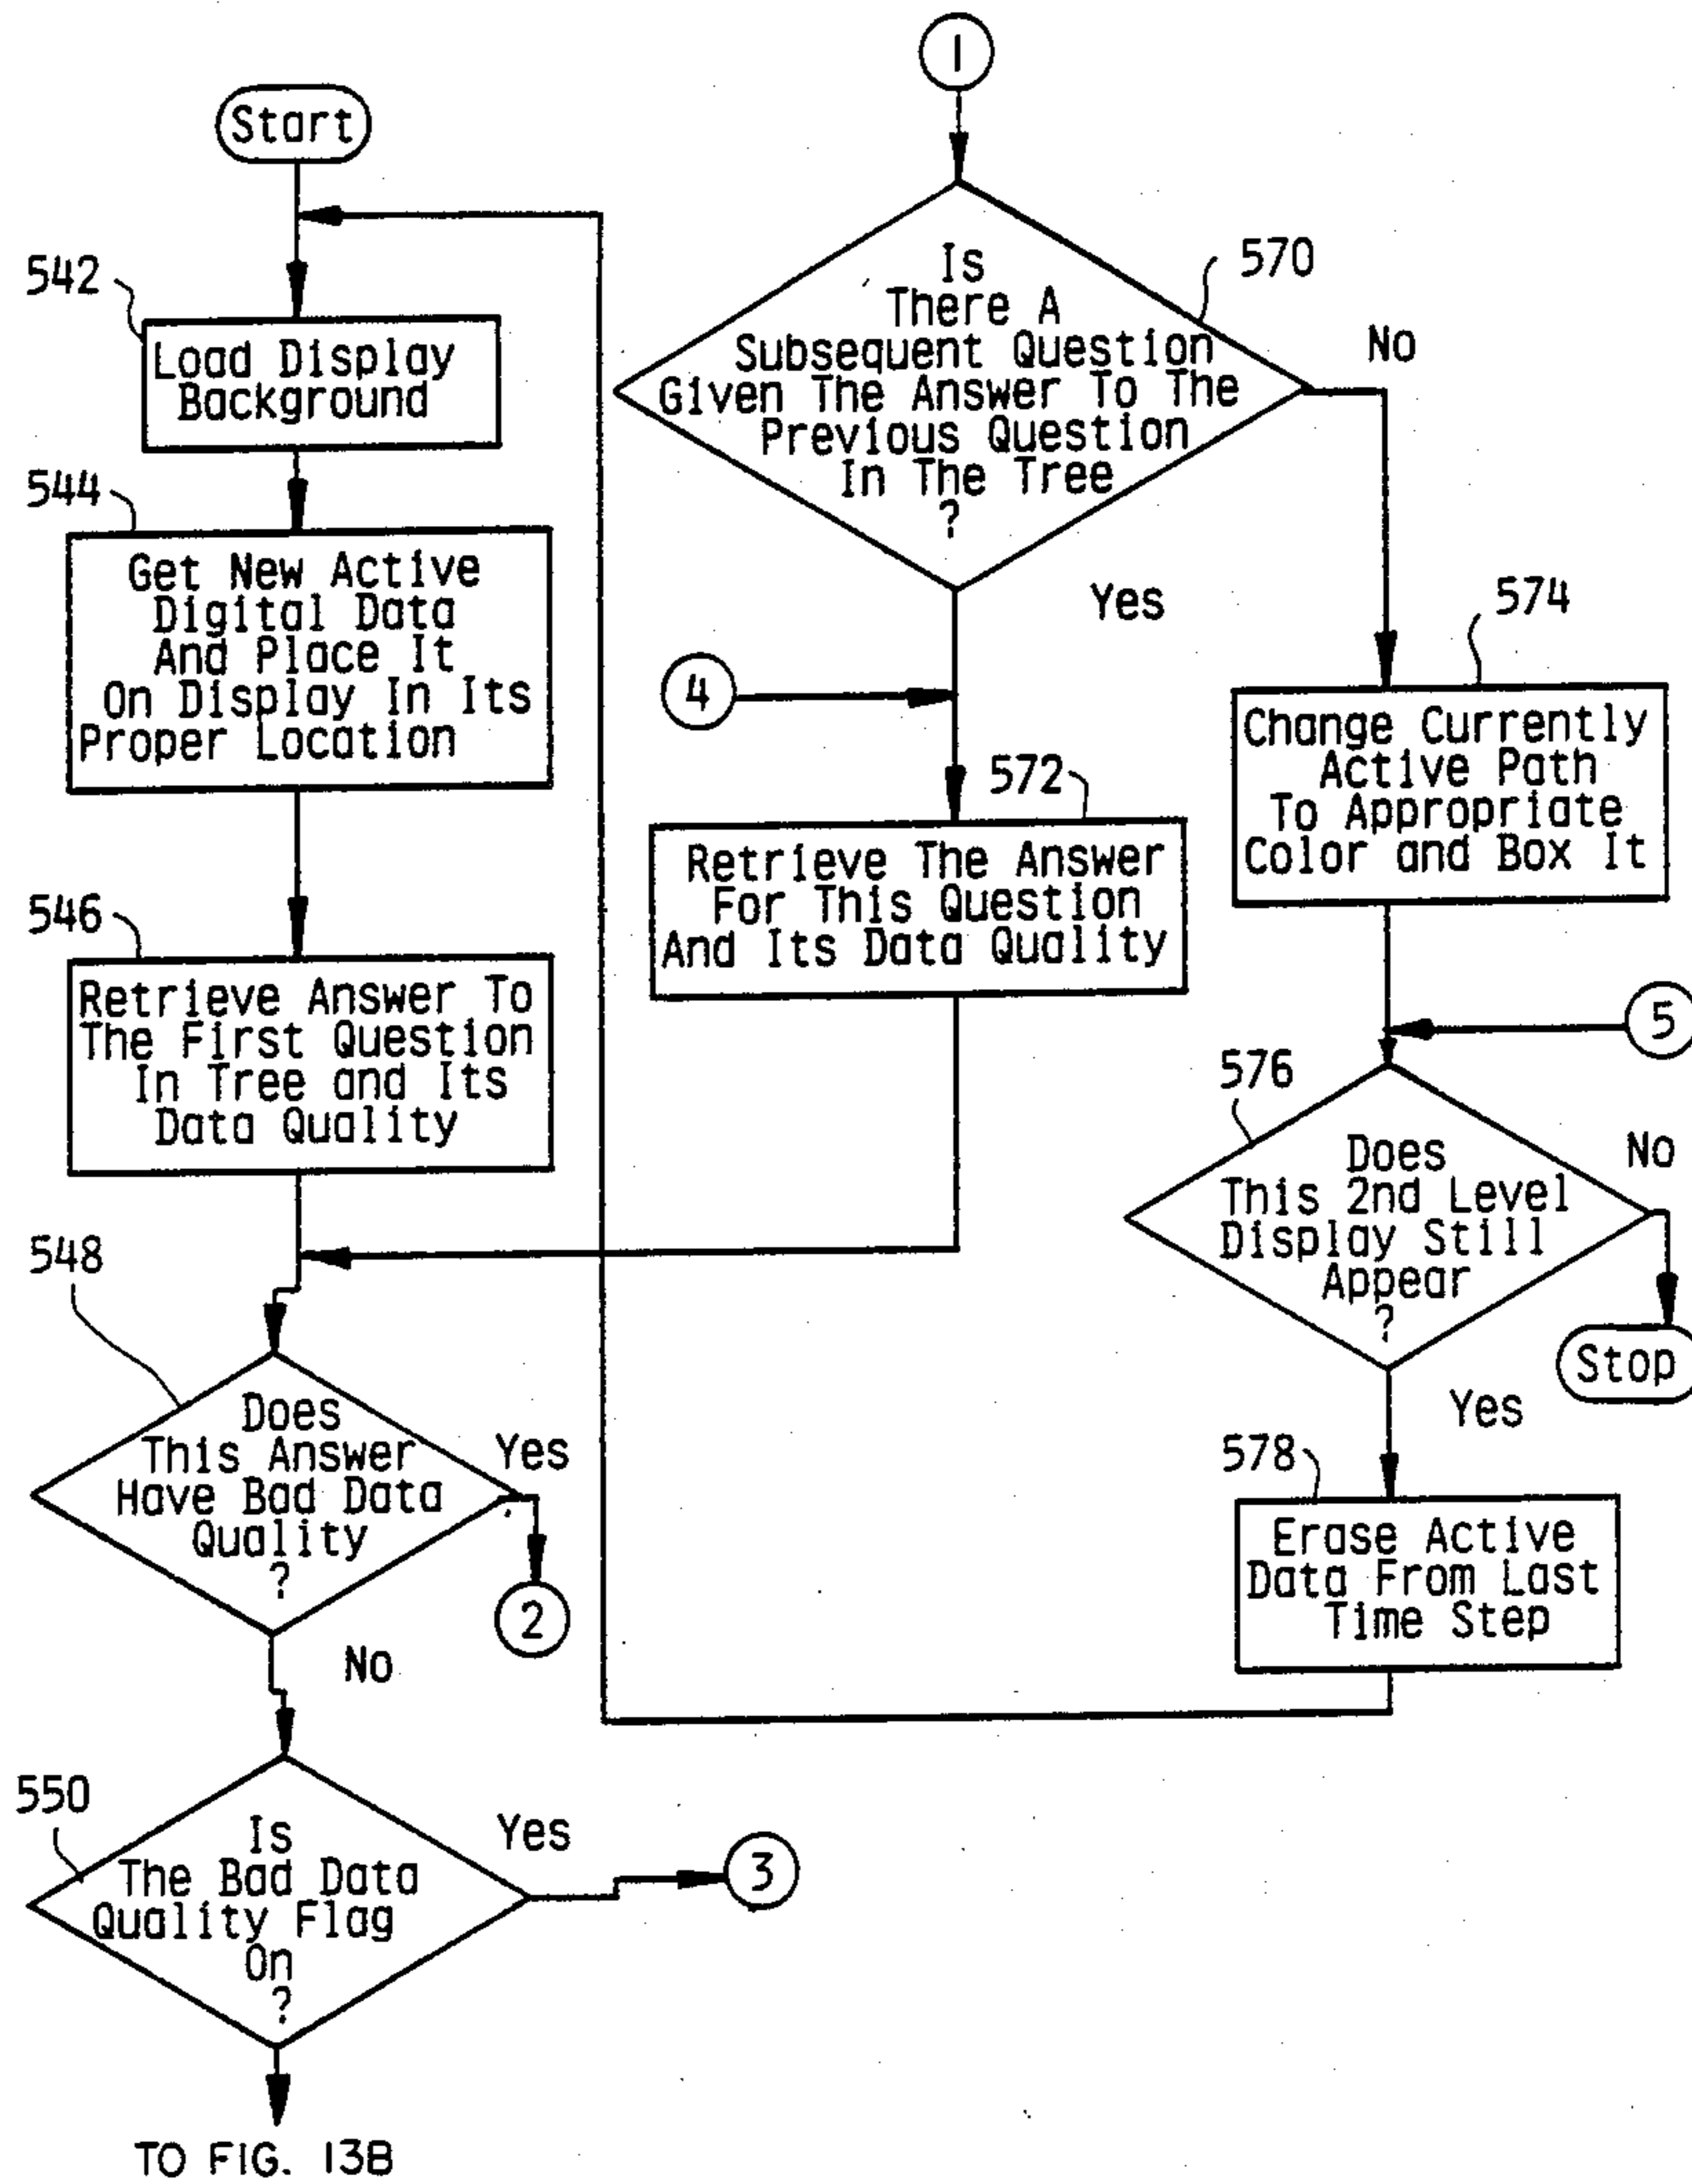 Start
542
Load Display
Background
544
Get New Active
Digital Data
And Place It
On Display In Its
Proper Location
546
Retrieve Answer To
The First Question
In Tree and Its
Data Quality
548
Does
This Answer
Have Bad Data
Quality
?
Yes
2
No
550
Is
The Bad Data
Quality Flag
On
?
Yes
3
TO FIG. 13B
1
570
Is
There A
Subsequent Question
Given The Answer To The
Previous Question
In The Tree
?
No
Yes
4
572
Retrieve The Answer
For This Question
And Its Data Quality
574
Change Currently
Active Path
To Appropriate
Color and Box It
5
576
Does
This 2nd Level
Display Still
Appear
?
No
Stop
Yes
578
Erase Active
Data From Last
Time Step